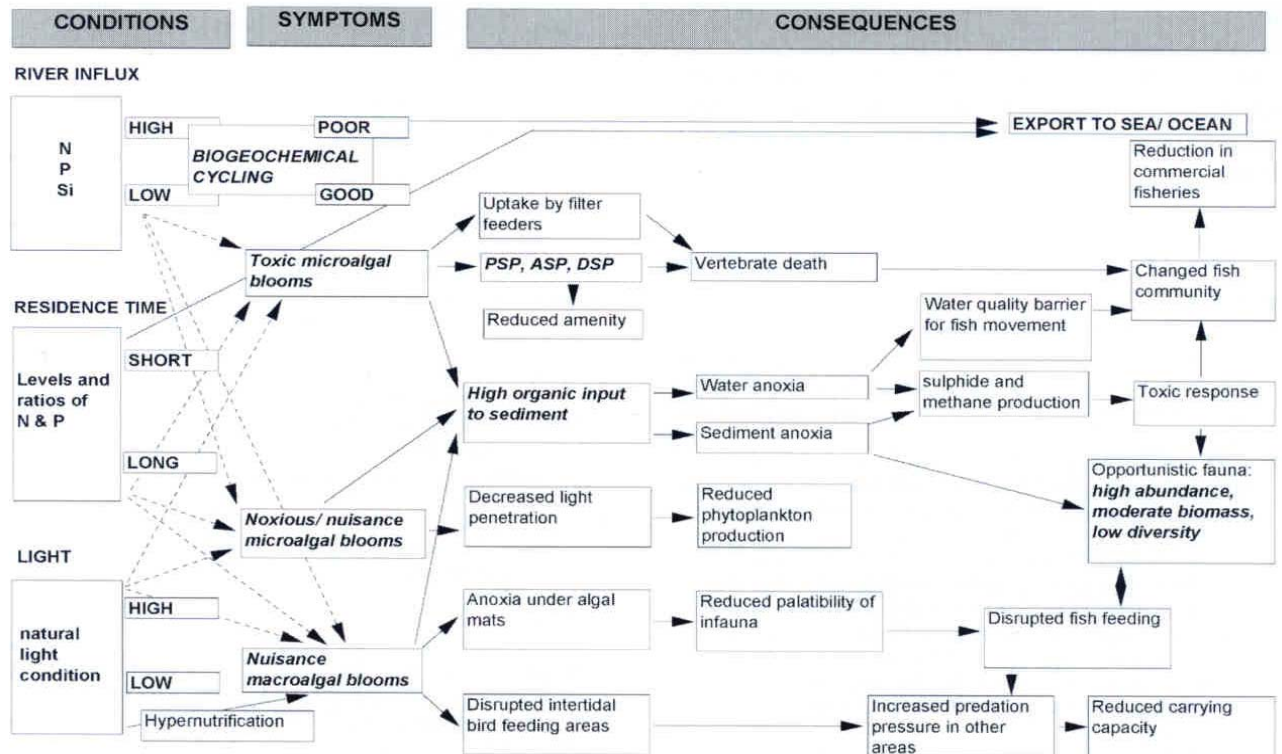 CONDITIONS
SYMPTOMS
CONSEQUENCES
RIVER INFLUX
N
P
Si
HIGH
LOW
BIOGEOCHEMICAL
CYCLING
POOR
GOOD
EXPORT TO SEA/ OCEAN
Reduction in
commercial
fisheries
Uptake by filter
feeders
Toxic microalgal
blooms
PSP, ASP, DSP
Vertebrate death
Changed fish
community
Reduced amenity
Water quality barrier
for fish movement
RESIDENCE TIME
Levels and
ratios of
N & P
SHORT
LONG
High organic input
to sediment
Water anoxia
Sediment anoxia
sulphide and
methane production
Toxic response
Opportunistic fauna:
high abundance,
moderate biomass,
low diversity
Noxious/ nuisance
microalgal blooms
Decreased light
penetration
Reduced
phytoplankton
production
LIGHT
natural
light
condition
HIGH
LOW
Hypernutrification
Nuisance
macroalgal blooms
Anoxia under algal
mats
Reduced palatibility of
infauna
Disrupted fish feeding
Disrupted intertidal
bird feeding areas
Increased predation
pressure in other
areas
Reduced carrying
capacity